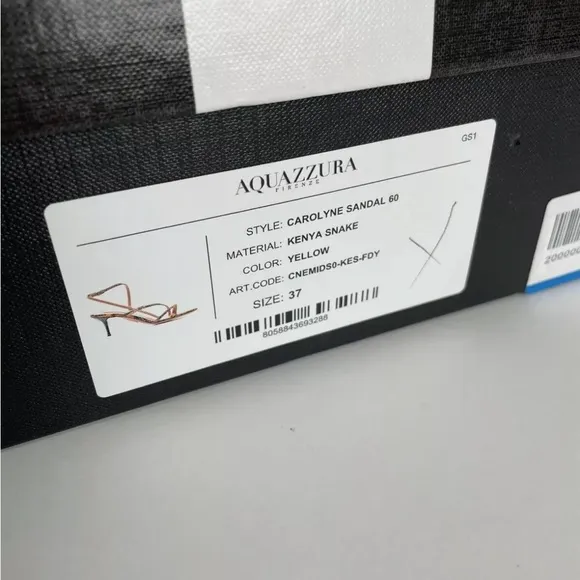 GS1
AQUAZZURA
FIRENZE
STYLE: CAROLYNE SANDAL 60
MATERIAL: KENYA SNAKE
COLOR: YELLOW
ART.CODE: CNEMIDS0-KES-FDY
SIZE: 37
8058843693288
200000